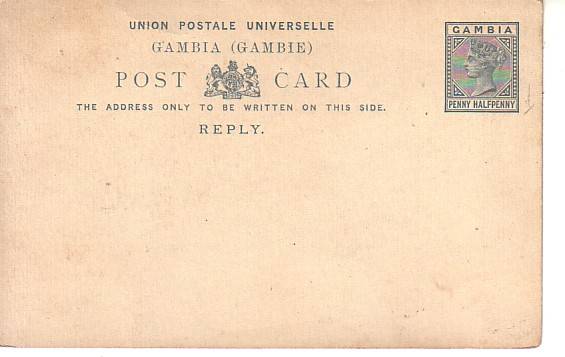 UNION POSTALE UNIVERSELLE
GAMBIA (GAMBIE)
POST CARD
THE ADDRESS ONLY TO BE WRITTEN ON THIS SIDE.
REPLY.
GAMBIA
PENNY HALFPENNY